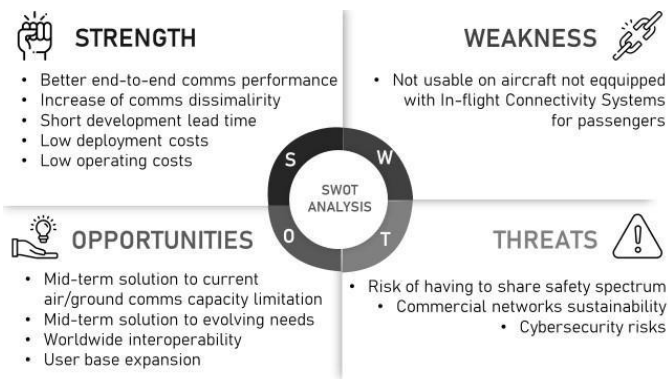 STRENGTH
• Better end-to-end comms performance
• Increase of comms dissimalirity
• Short development lead time
• Low deployment costs
• Low operating costs
WEAKNESS
• Not usable on aircraft not eqquipped
with In-flight Connectivity Systems
for passengers
S
W
SWOT
ANALYSIS
O
T
OPPORTUNITIES
• Mid-term solution to current
air/ground comms capacity limitation
• Mid-term solution to evolving needs
• Worldwide interoperability
• User base expansion
THREATS
• Risk of having to share safety spectrum
• Commercial networks sustainability
• Cybersecurity risks